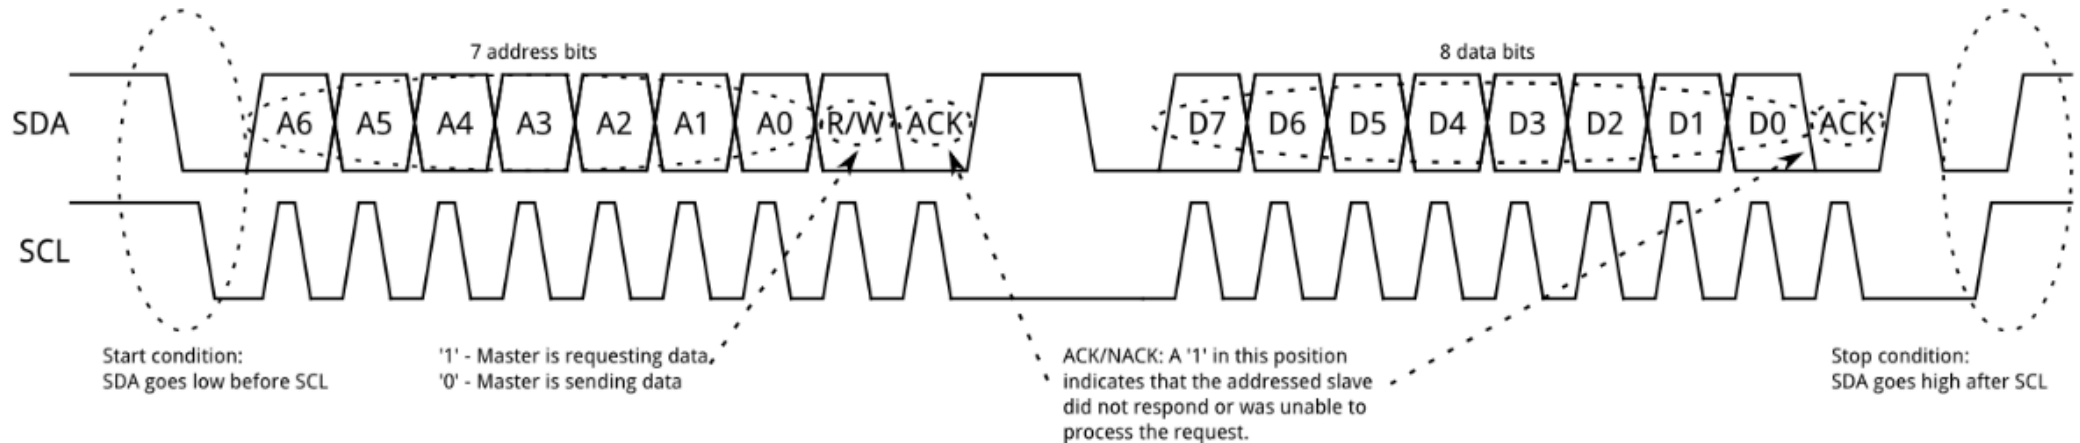 7 address bits
8 data bits
SDA
A6 A5 A4 A3 A2 A1 A0 R/W ACK
D7 D6 D5 D4 D3 D2 D1 D0 ACK
SCL
Start condition:
SDA goes low before SCL
'1' - Master is requesting data
'0' - Master is sending data
ACK/NACK: A '1' in this position
indicates that the addressed slave
did not respond or was unable to
process the request.
Stop condition:
SDA goes high after SCL